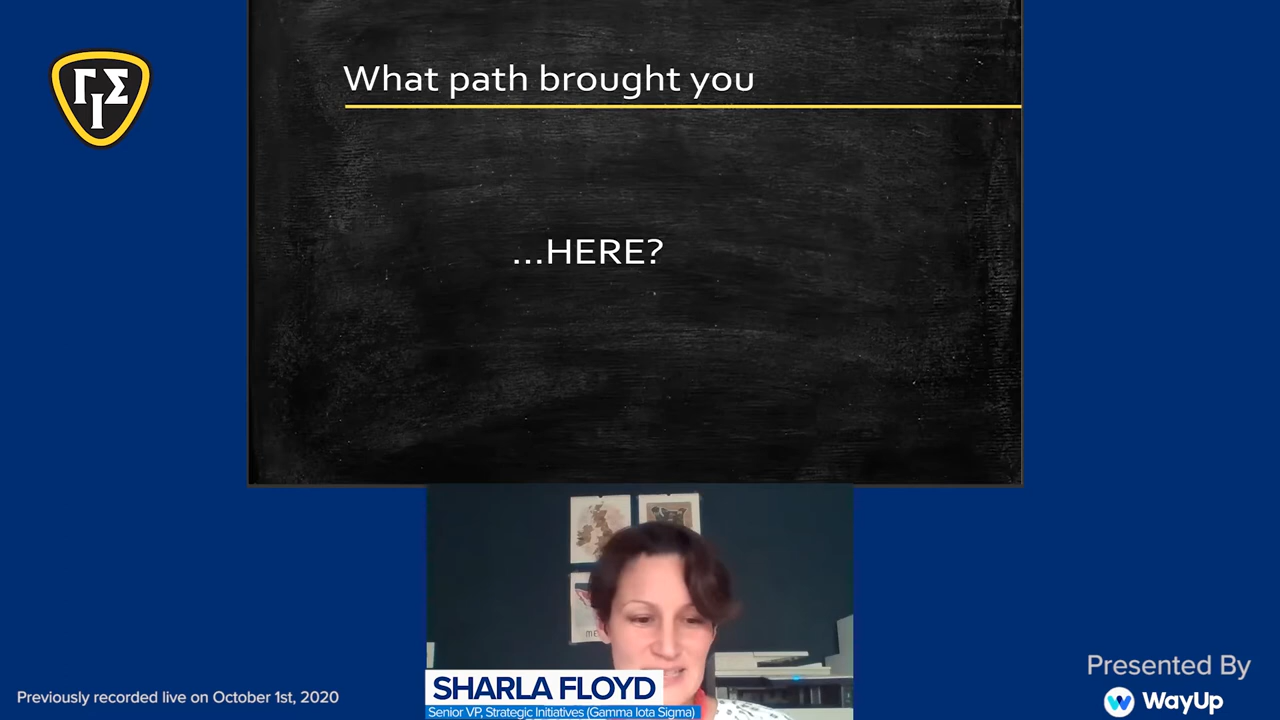 ΓΙΣ
What path brought you
...HERE?
ME
SHARLA FLOYD
Senior VP, Strategic Initiatives (Gamma Iota Sigma)
Previously recorded live on October 1st, 2020
Presented By
WayUp